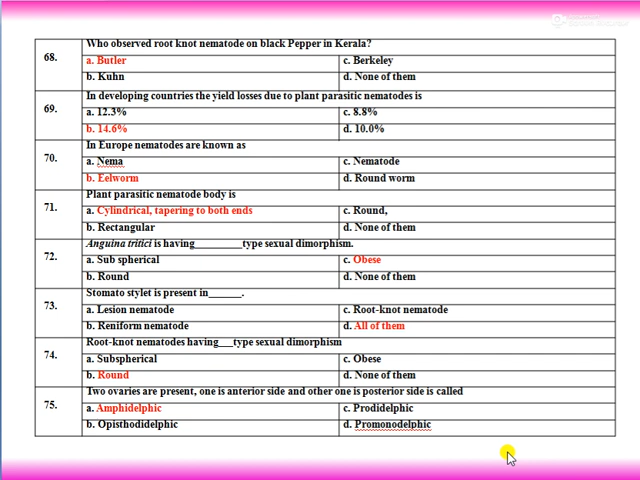 68. Who observed root knot nematode on black Pepper in Kerala?
a. Butler c. Berkeley
b. Kuhn d. None of them
69. In developing countries the yield losses due to plant parasitic nematodes is
a. 12.3% c. 8.8%
b. 14.6% d. 10.0%
70. In Europe nematodes are known as
a. Nema c. Nematode
b. Eelworm d. Round worm
71. Plant parasitic nematode body is
a. Cylindrical, tapering to both ends c. Round,
b. Rectangular d. None of them
72. Anguina tritici is having_________type sexual dimorphism.
a. Sub spherical c. Obese
b. Round d. None of them
73. Stomato stylet is present in______.
a. Lesion nematode c. Root-knot nematode
b. Reniform nematode d. All of them
74. Root-knot nematodes having___type sexual dimorphism
a. Subspherical c. Obese
b. Round d. None of them
75. Two ovaries are present, one is anterior side and other one is posterior side is called
a. Amphidelphic c. Prodidelphic
b. Opisthodidelphic d. Promonodelphic